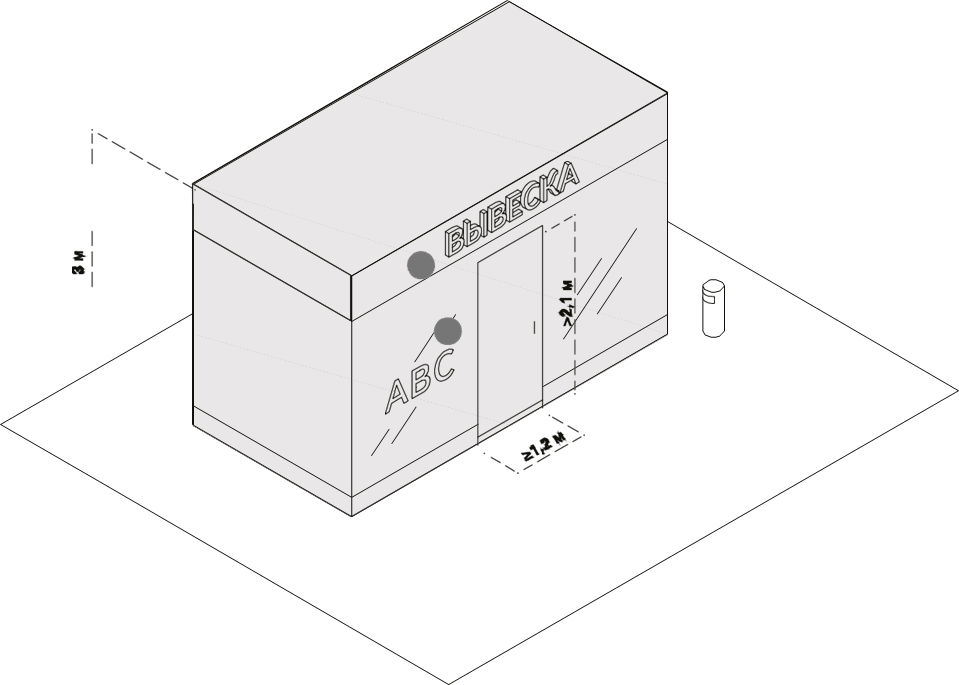 ВЫВЕСКА
3 м
>2,1 м
ABC
≥1,2 м